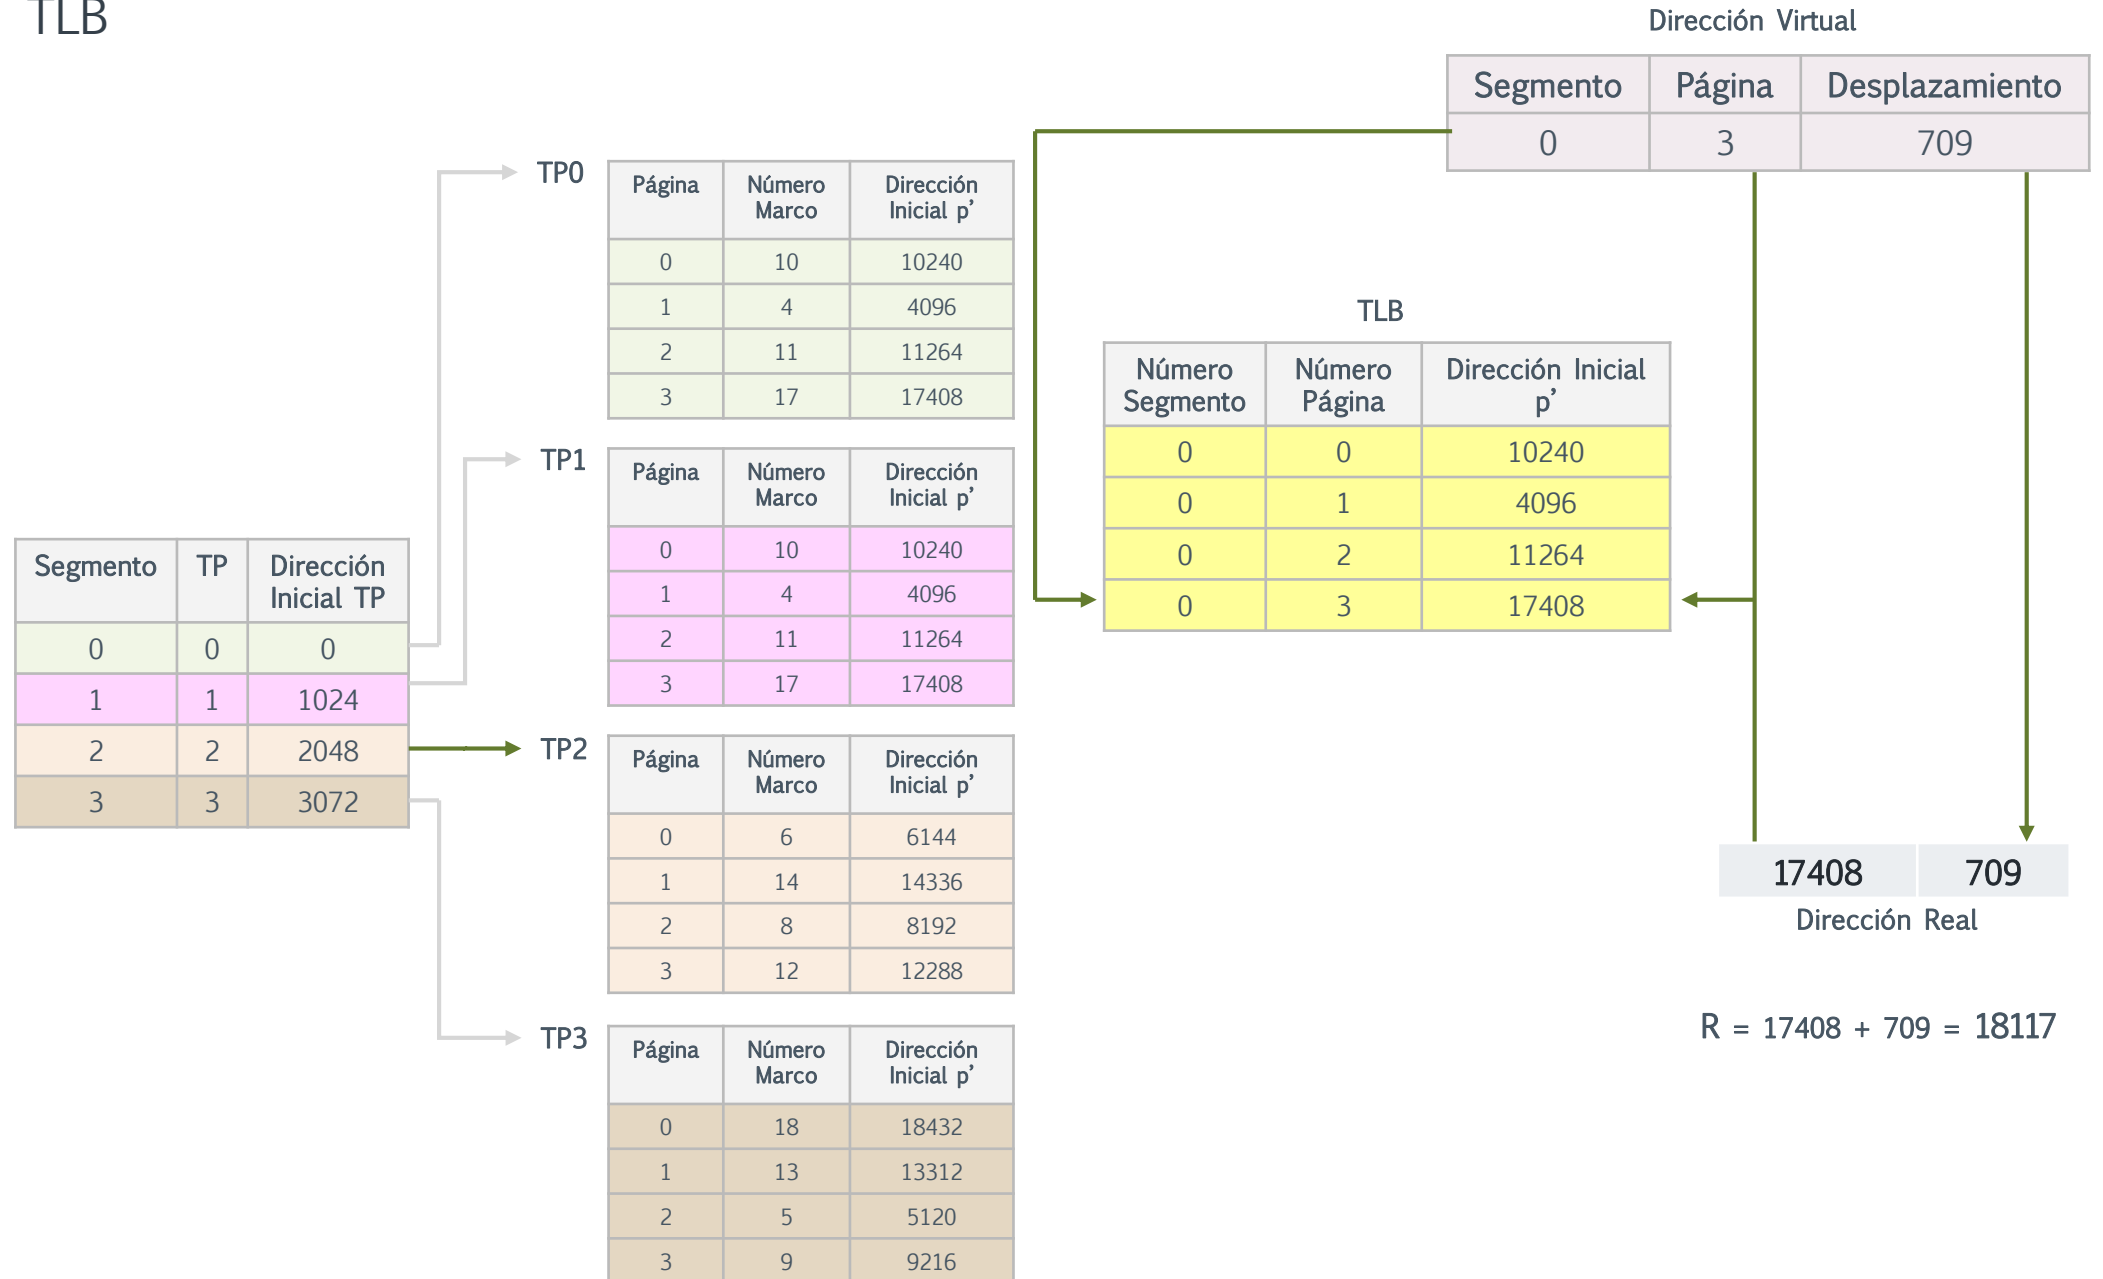 TLB
Dirección Virtual
Segmento Página Desplazamiento
0 3 709
TP0
Página Número Marco Dirección Inicial p’
0 10 10240
1 4 4096
2 11 11264
3 17 17408
TP1
Página Número Marco Dirección Inicial p’
0 10 10240
1 4 4096
2 11 11264
3 17 17408
Segmento TP Dirección Inicial TP
0 0 0
1 1 1024
2 2 2048
3 3 3072
TP2
Página Número Marco Dirección Inicial p’
0 6 6144
1 14 14336
2 8 8192
3 12 12288
TP3
Página Número Marco Dirección Inicial p’
0 18 18432
1 13 13312
2 5 5120
3 9 9216
TLB
Número Segmento Número Página Dirección Inicial p’
0 0 10240
0 1 4096
0 2 11264
0 3 17408
17408 709
Dirección Real
R = 17408 + 709 = 18117